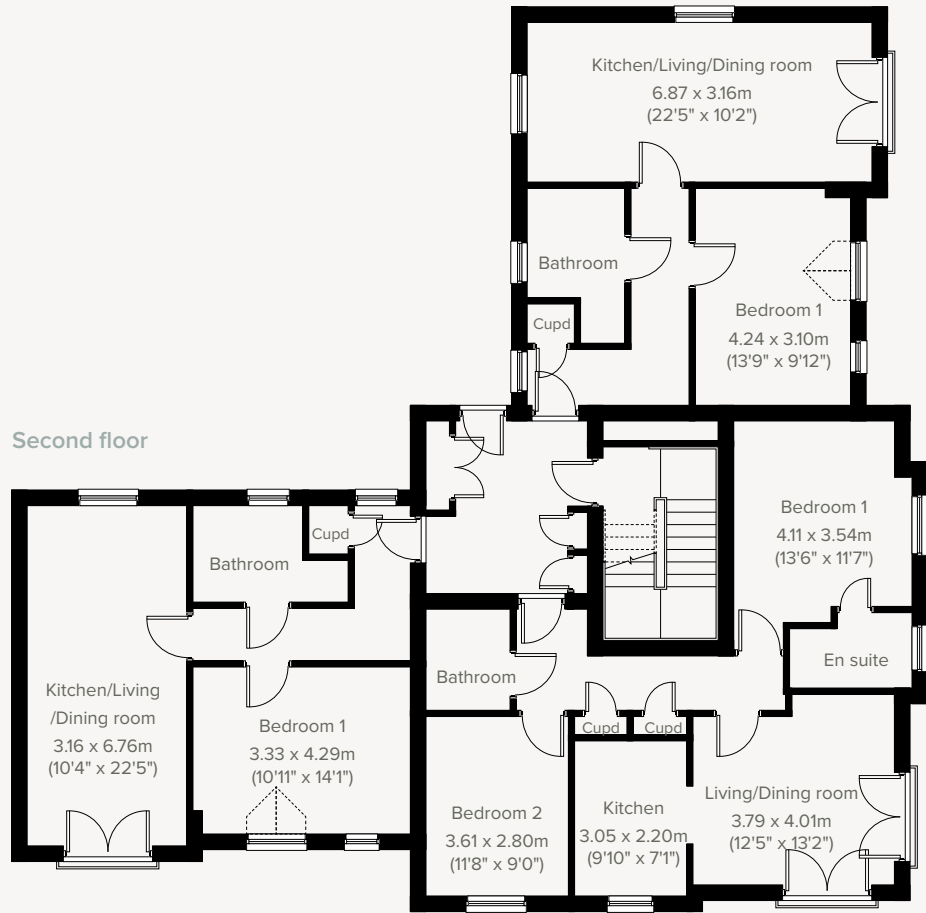 Kitchen/Living/Dining room
6.87 x 3.16m
(22'5" x 10'2")
Bathroom
Cupd
Bedroom 1
4.24 x 3.10m
(13'9" x 9'12")
Second floor
Bedroom 1
4.11 x 3.54m
(13'6" x 11'7")
En suite
Cupd
Bathroom
Kitchen/Living
/Dining room
3.16 x 6.76m
(10'4" x 22'5")
Bedroom 1
3.33 x 4.29m
(10'11" x 14'1")
Bathroom
Cupd
Cupd
Bedroom 2
3.61 x 2.80m
(11'8" x 9'0")
Kitchen
3.05 x 2.20m
(9'10" x 7'1")
Living/Dining room
3.79 x 4.01m
(12'5" x 13'2")